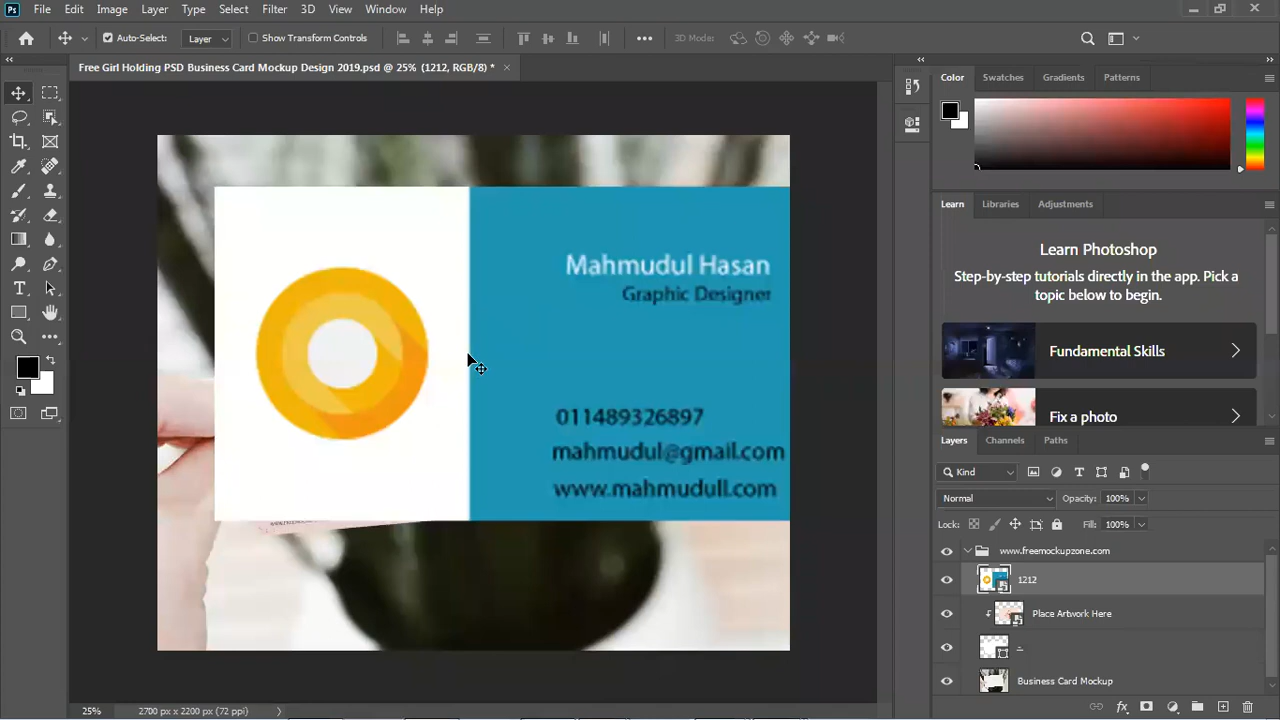 Ps File Edit Image Layer Type Select Filter 3D View Window Help
Auto-Select: Layer Show Transform Controls 3D Mode:
Free Girl Holding PSD Business Card Mockup Design 2019.psd @ 25% (1212, RGB/8) *
Color Swatches Gradients Patterns
Learn Libraries Adjustments
Learn Photoshop
Step-by-step tutorials directly in the app. Pick a
topic below to begin.
Fundamental Skills
Fix a photo
Mahmudul Hasan
Graphic Designer
011489326897
mahmudul@gmail.com
www.mahmudull.com
Layers Channels Paths
Kind
Normal Opacity: 100%
Lock: Fill: 100%
www.freemockupzone.com
1212
Place Artwork Here
Business Card Mockup
25% 2700 px x 2200 px (72 ppi)